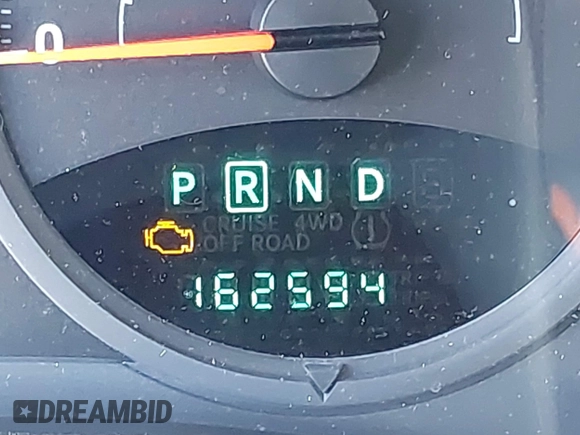 0
P R N D
CRUISE 4WD
OFF ROAD
162594
DREAMBID